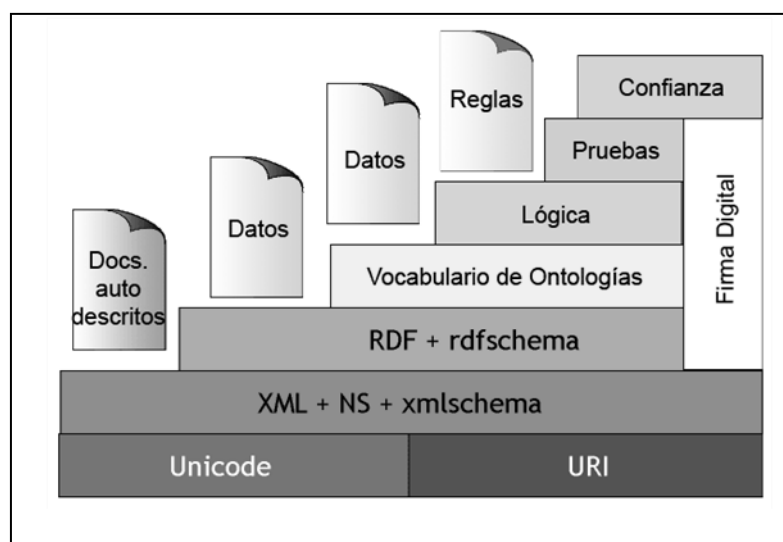 Reglas
Confianza
Datos
Pruebas
Datos
Lógica
Docs.
auto
descritos
Vocabulario de Ontologías
Firma Digital
RDF + rdfschema
XML + NS + xmlschema
Unicode
URI